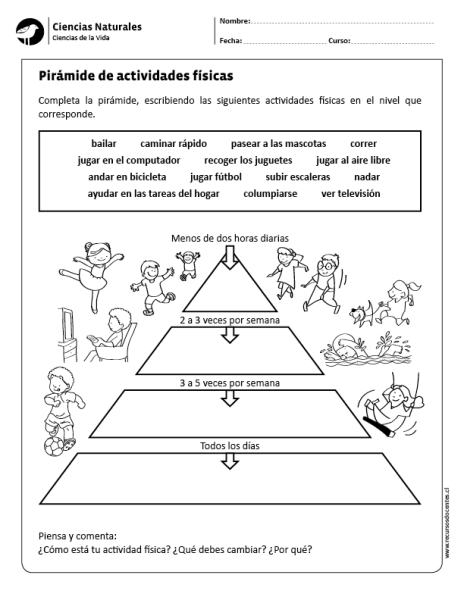 Ciencias Naturales
Ciencias de la Vida
Nombre:
Fecha: Curso:
Pirámide de actividades físicas
Completa la pirámide, escribiendo las siguientes actividades físicas en el nivel que
corresponde.
bailar caminar rápido pasear a las mascotas correr
jugar en el computador recoger los juguetes jugar al aire libre
andar en bicicleta jugar fútbol subir escaleras nadar
ayudar en las tareas del hogar columpiarse ver televisión
Menos de dos horas diarias
2 a 3 veces por semana
3 a 5 veces por semana
Todos los días
Piensa y comenta:
¿Cómo está tu actividad física? ¿Qué debes cambiar? ¿Por qué?
www.recursosdocentes.cl